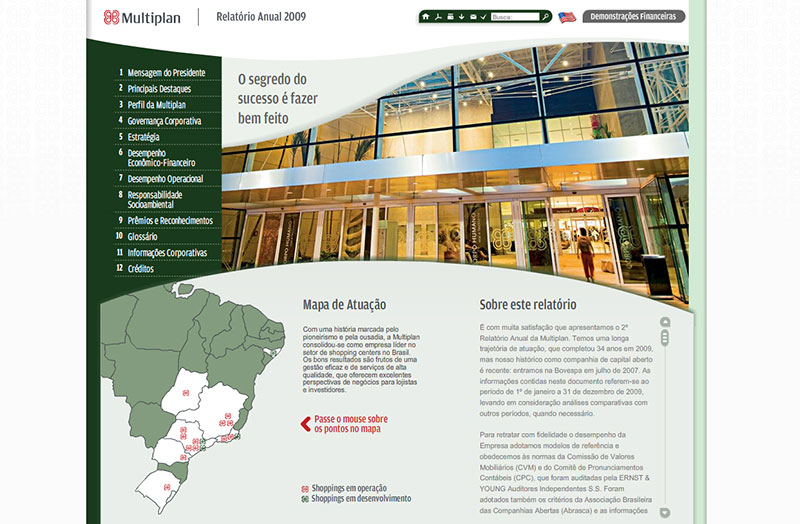 Multiplan
Relatório Anual 2009
Busca:
Demonstrações Financeiras
1 Mensagem do Presidente
2 Principais Destaques
3 Perfil da Multiplan
4 Governança Corporativa
5 Estratégia
6 Desempenho
Econômico-Financeiro
7 Desempenho Operacional
8 Responsabilidade
Socioambiental
9 Prêmios e Reconhecimentos
10 Glossário
11 Informações Corporativas
12 Créditos
O segredo do
sucesso é fazer
bem feito
CORPO HUMANO
Mapa de Atuação
Com uma história marcada pelo
pioneirismo e pela ousadia, a Multiplan
consolidou-se como empresa líder no
setor de shopping centers no Brasil.
Os bons resultados são frutos de uma
gestão eficaz e de serviços de alta
qualidade, que oferecem excelentes
perspectivas de negócios para lojistas
e investidores.
Passe o mouse sobre
os pontos no mapa
Shoppings em operação
Shoppings em desenvolvimento
Sobre este relatório
É com muita satisfação que apresentamos o 2º
Relatório Anual da Multiplan. Temos uma longa
trajetória de atuação, que completou 34 anos em 2009,
mas nosso histórico como companhia de capital aberto
é recente: entramos na Bovespa em julho de 2007. As
informações contidas neste documento referem-se ao
período de 1º de janeiro a 31 de dezembro de 2009,
levando em consideração análises comparativas com
outros períodos, quando necessário.
Para retratar com fidelidade o desempenho da
Empresa adotamos modelos de referência e
obedecemos às normas da Comissão de Valores
Mobiliários (CVM) e do Comitê de Pronunciamentos
Contábeis (CPC), que foram auditadas pela ERNST &
YOUNG Auditores Independentes S.S. Foram
adotados também os critérios da Associação Brasileira
das Companhias Abertas (Abrasca) e as informações